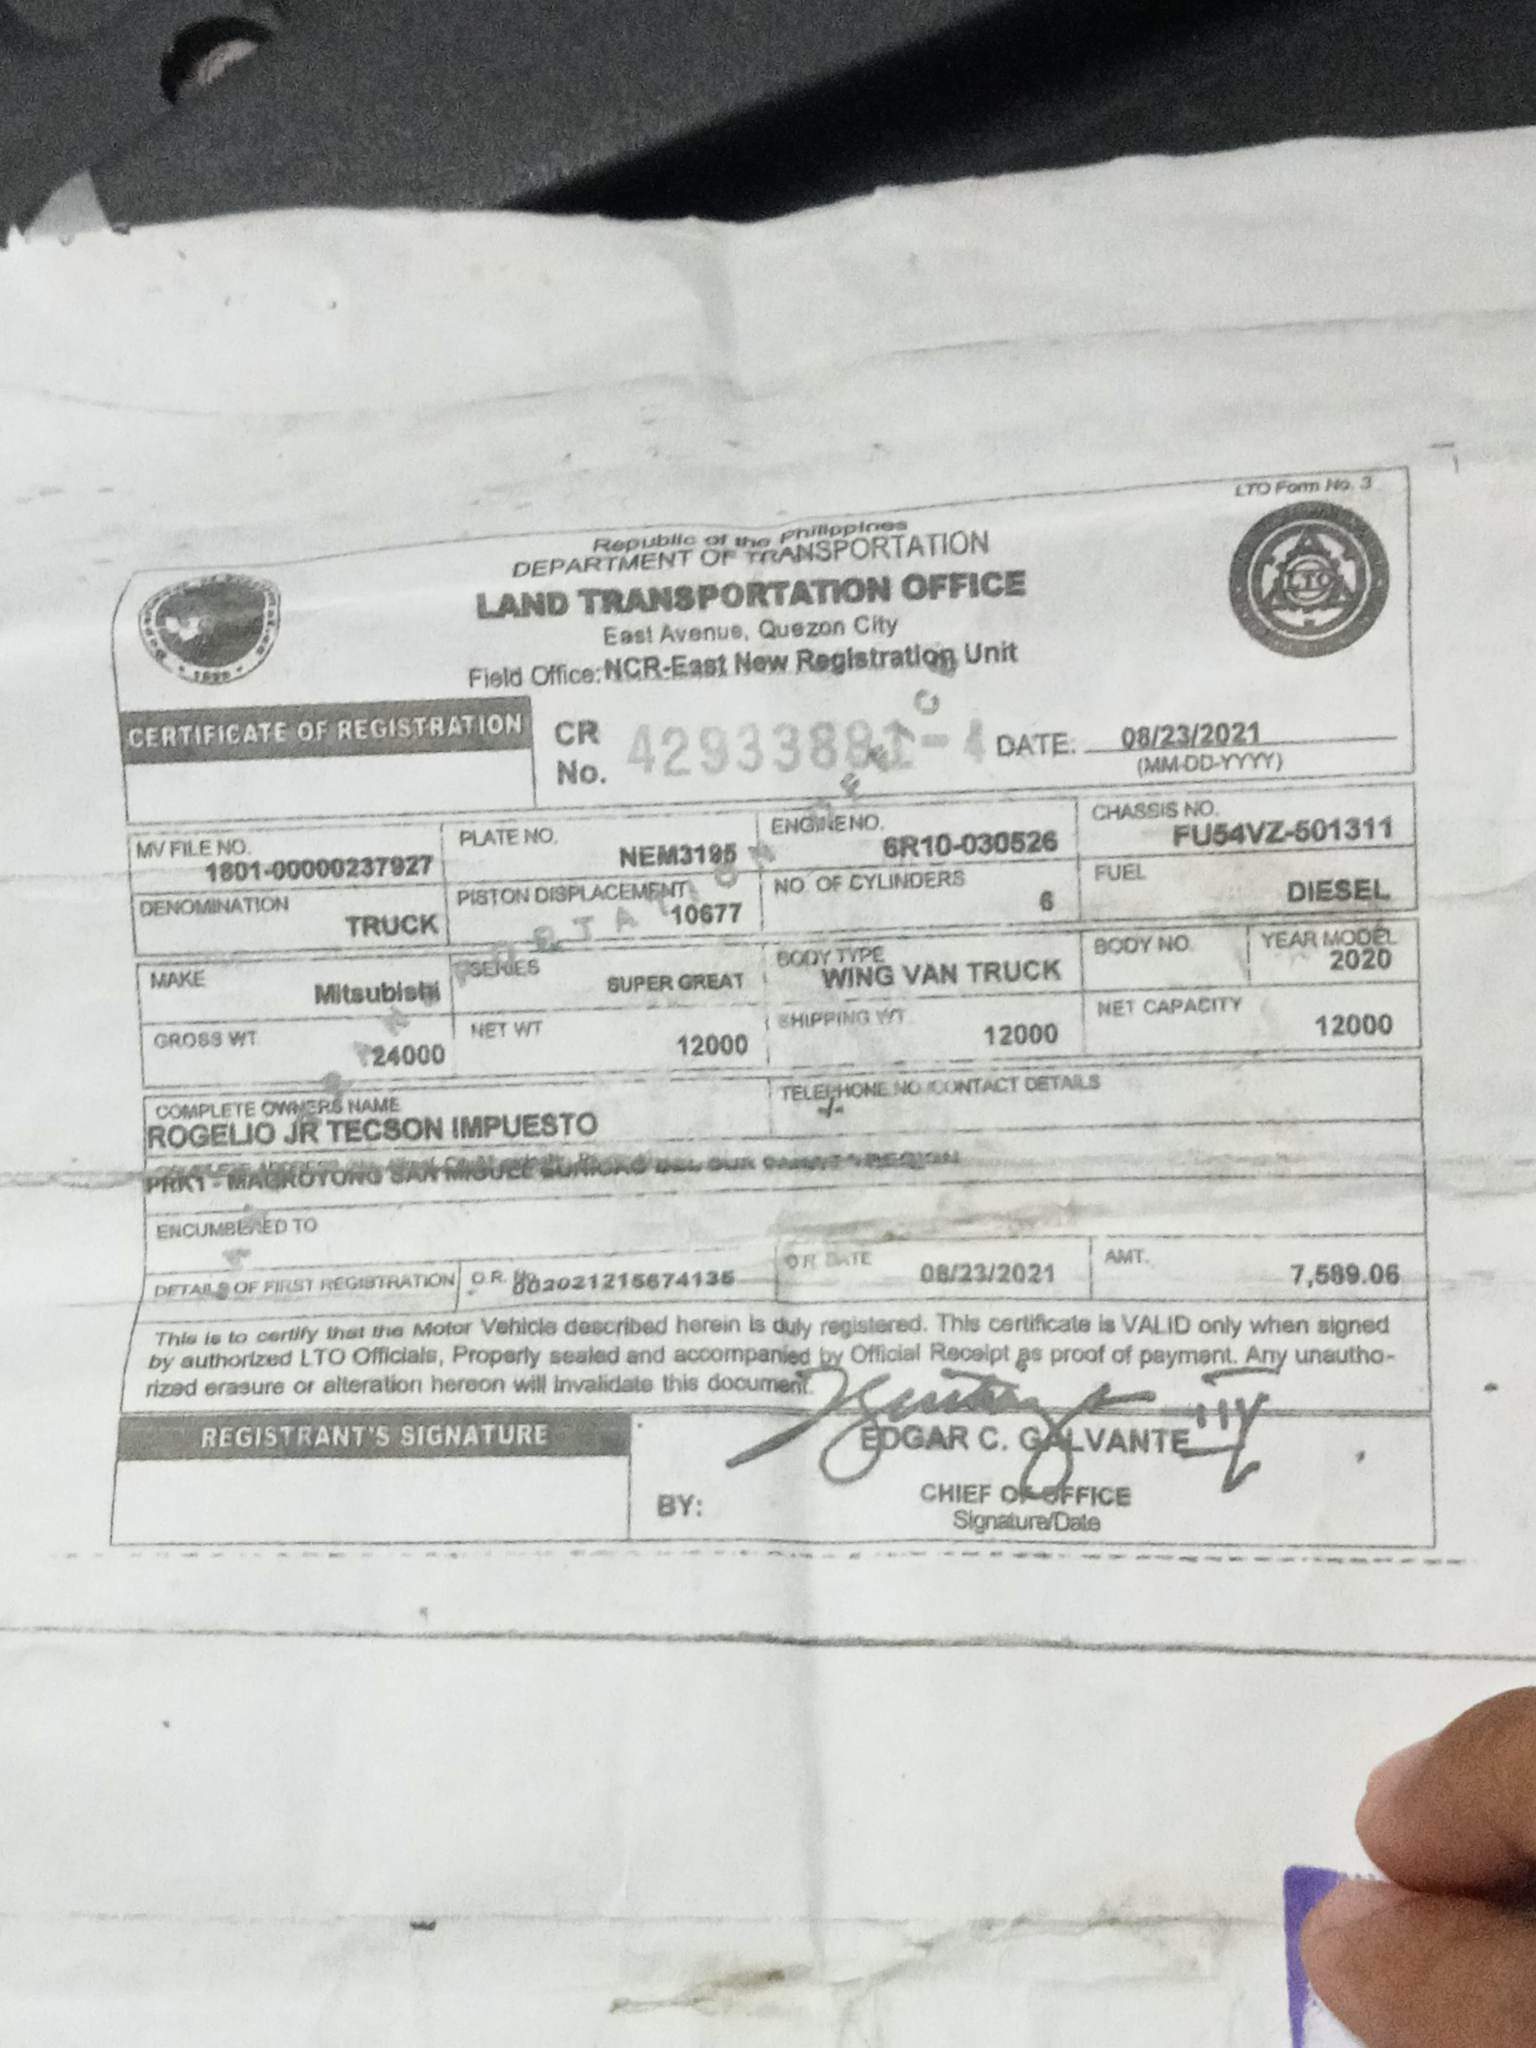 LTO Form No. 3
Republic of the Philippines
DEPARTMENT OF TRANSPORTATION
LAND TRANSPORTATION OFFICE
East Avenue, Quezon City
Field Office: NCR-East New Registration Unit
LTO
CERTIFICATE OF REGISTRATION
CR No. 42933881-4
DATE: 08/23/2021
(MM-DD-YYYY)
MV FILE NO. 1801-00000237927
PLATE NO. NEM3195
ENGINE NO. 6R10-030526
CHASSIS NO. FU54VZ-501311
DENOMINATION TRUCK
PISTON DISPLACEMENT 10677
NO. OF CYLINDERS 6
FUEL DIESEL
MAKE Mitsubishi
SERIES SUPER GREAT
BODY TYPE WING VAN TRUCK
BODY NO.
YEAR MODEL 2020
GROSS WT. 24000
NET WT 12000
SHIPPING WT 12000
NET CAPACITY 12000
COMPLETE OWNERS NAME
ROGELIO JR TECSON IMPUESTO
TELEPHONE NO./CONTACT DETAILS
-/-
PRK1 - MAGROYONG SAN MIGUEL SURIGAO DEL SUR CARAGA REGION
ENCUMBERED TO
DETAILS OF FIRST REGISTRATION
O.R. No. 002021215674135
OR DATE 08/23/2021
AMT. 7,589.06
This is to certify that the Motor Vehicle described herein is duly registered. This certificate is VALID only when signed
by authorized LTO Officials, Properly sealed and accompanied by Official Receipt as proof of payment. Any unautho-
rized erasure or alteration hereon will invalidate this document.
REGISTRANT'S SIGNATURE
BY:
EDGAR C. GALVANTE
CHIEF OF OFFICE
Signature/Date